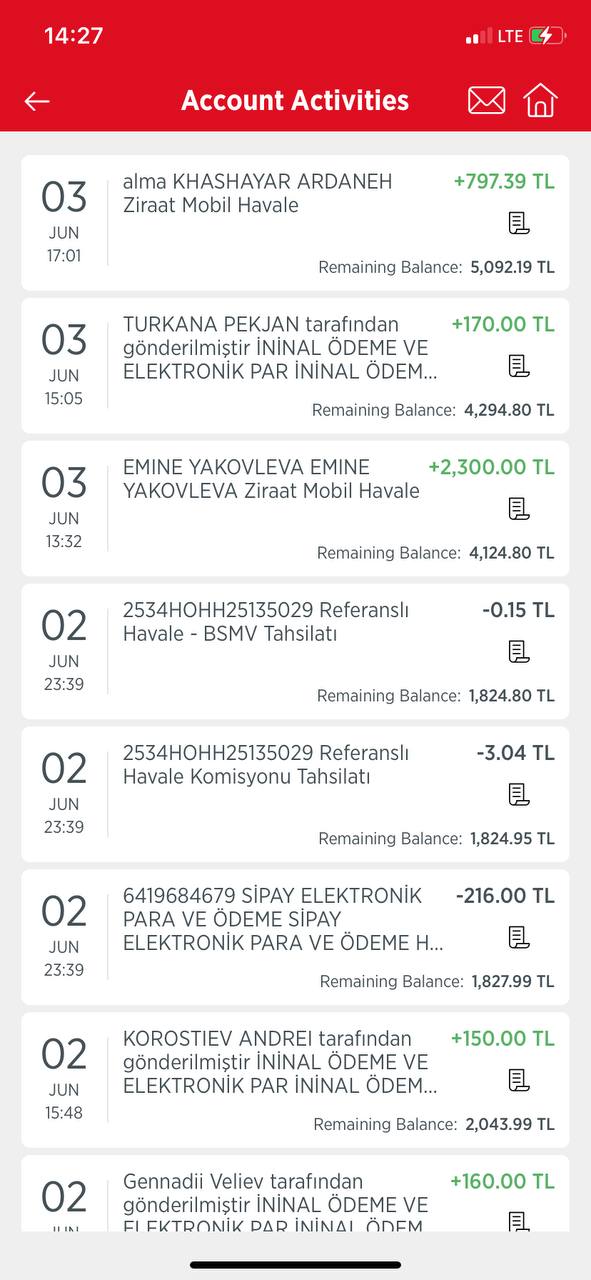 14:27
LTE
Account Activities
03
JUN
17:01
alma KHASHAYAR ARDANEH
Ziraat Mobil Havale
+797.39 TL
Remaining Balance: 5,092.19 TL
03
JUN
15:05
TURKANA PEKJAN tarafından
gönderilmiştir İNİNAL ÖDEME VE
ELEKTRONİK PAR İNİNAL ÖDEM...
+170.00 TL
Remaining Balance: 4,294.80 TL
03
JUN
13:32
EMINE YAKOVLEVA EMINE
YAKOVLEVA Ziraat Mobil Havale
+2,300.00 TL
Remaining Balance: 4,124.80 TL
02
JUN
23:39
2534HOHH25135029 Referanslı
Havale - BSMV Tahsilatı
-0.15 TL
Remaining Balance: 1,824.80 TL
02
JUN
23:39
2534HOHH25135029 Referanslı
Havale Komisyonu Tahsilatı
-3.04 TL
Remaining Balance: 1,824.95 TL
02
JUN
23:39
6419684679 SİPAY ELEKTRONİK
PARA VE ÖDEME SİPAY
ELEKTRONİK PARA VE ÖDEME H...
-216.00 TL
Remaining Balance: 1,827.99 TL
02
JUN
15:48
KOROSTIEV ANDREI tarafından
gönderilmiştir İNİNAL ÖDEME VE
ELEKTRONİK PAR İNİNAL ÖDEM...
+150.00 TL
Remaining Balance: 2,043.99 TL
02
JUN
Gennadii Veliev tarafından
gönderilmiştir İNİNAL ÖDEME VE
ELEKTRONİK PAR İNİNAL ÖDEM
+160.00 TL